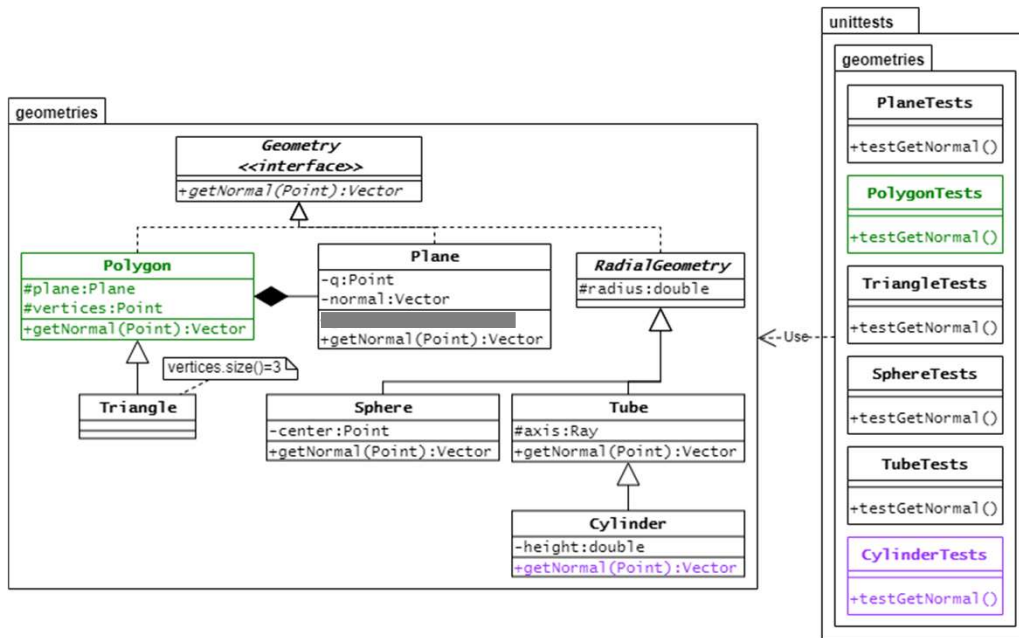 geometries
Geometry
<<interface>>
+getNormal(Point):Vector
Polygon
#plane:Plane
#vertices:Point
+getNormal(Point):Vector
Plane
-q:Point
-normal:Vector
+getNormal(Point):Vector
RadialGeometry
#radius:double
vertices.size()=3
Triangle
Sphere
-center:Point
+getNormal(Point):Vector
Tube
#axis:Ray
+getNormal(Point):Vector
Cylinder
-height:double
+getNormal(Point):Vector
Use
unittests
geometries
PlaneTests
+testGetNormal()
PolygonTests
+testGetNormal()
TriangleTests
+testGetNormal()
SphereTests
+testGetNormal()
TubeTests
+testGetNormal()
CylinderTests
+testGetNormal()